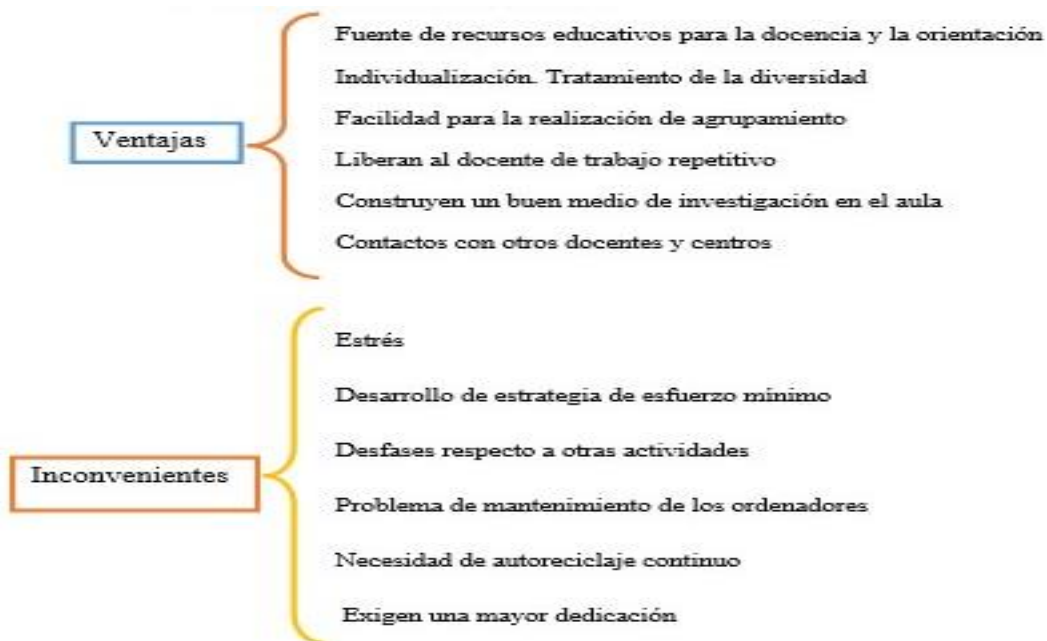 Ventajas
Fuente de recursos educativos para la docencia y la orientación
Individualización. Tratamiento de la diversidad
Facilidad para la realización de agrupamiento
Liberan al docente de trabajo repetitivo
Construyen un buen medio de investigación en el aula
Contactos con otros docentes y centros
Inconvenientes
Estrés
Desarrollo de estrategia de esfuerzo mínimo
Desfases respecto a otras actividades
Problema de mantenimiento de los ordenadores
Necesidad de autoreciclaje continuo
Exigen una mayor dedicación